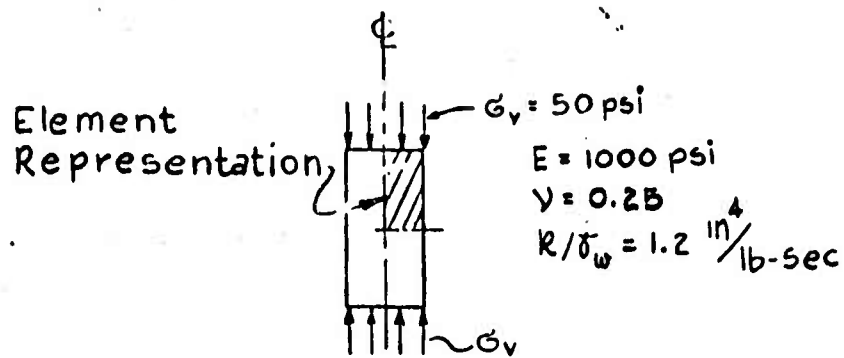 ℄
σᵥ = 50 psi
Element
Representation
E = 1000 psi
ν = 0.25
k/γw = 1.2 in⁴/lb-sec
σᵥ